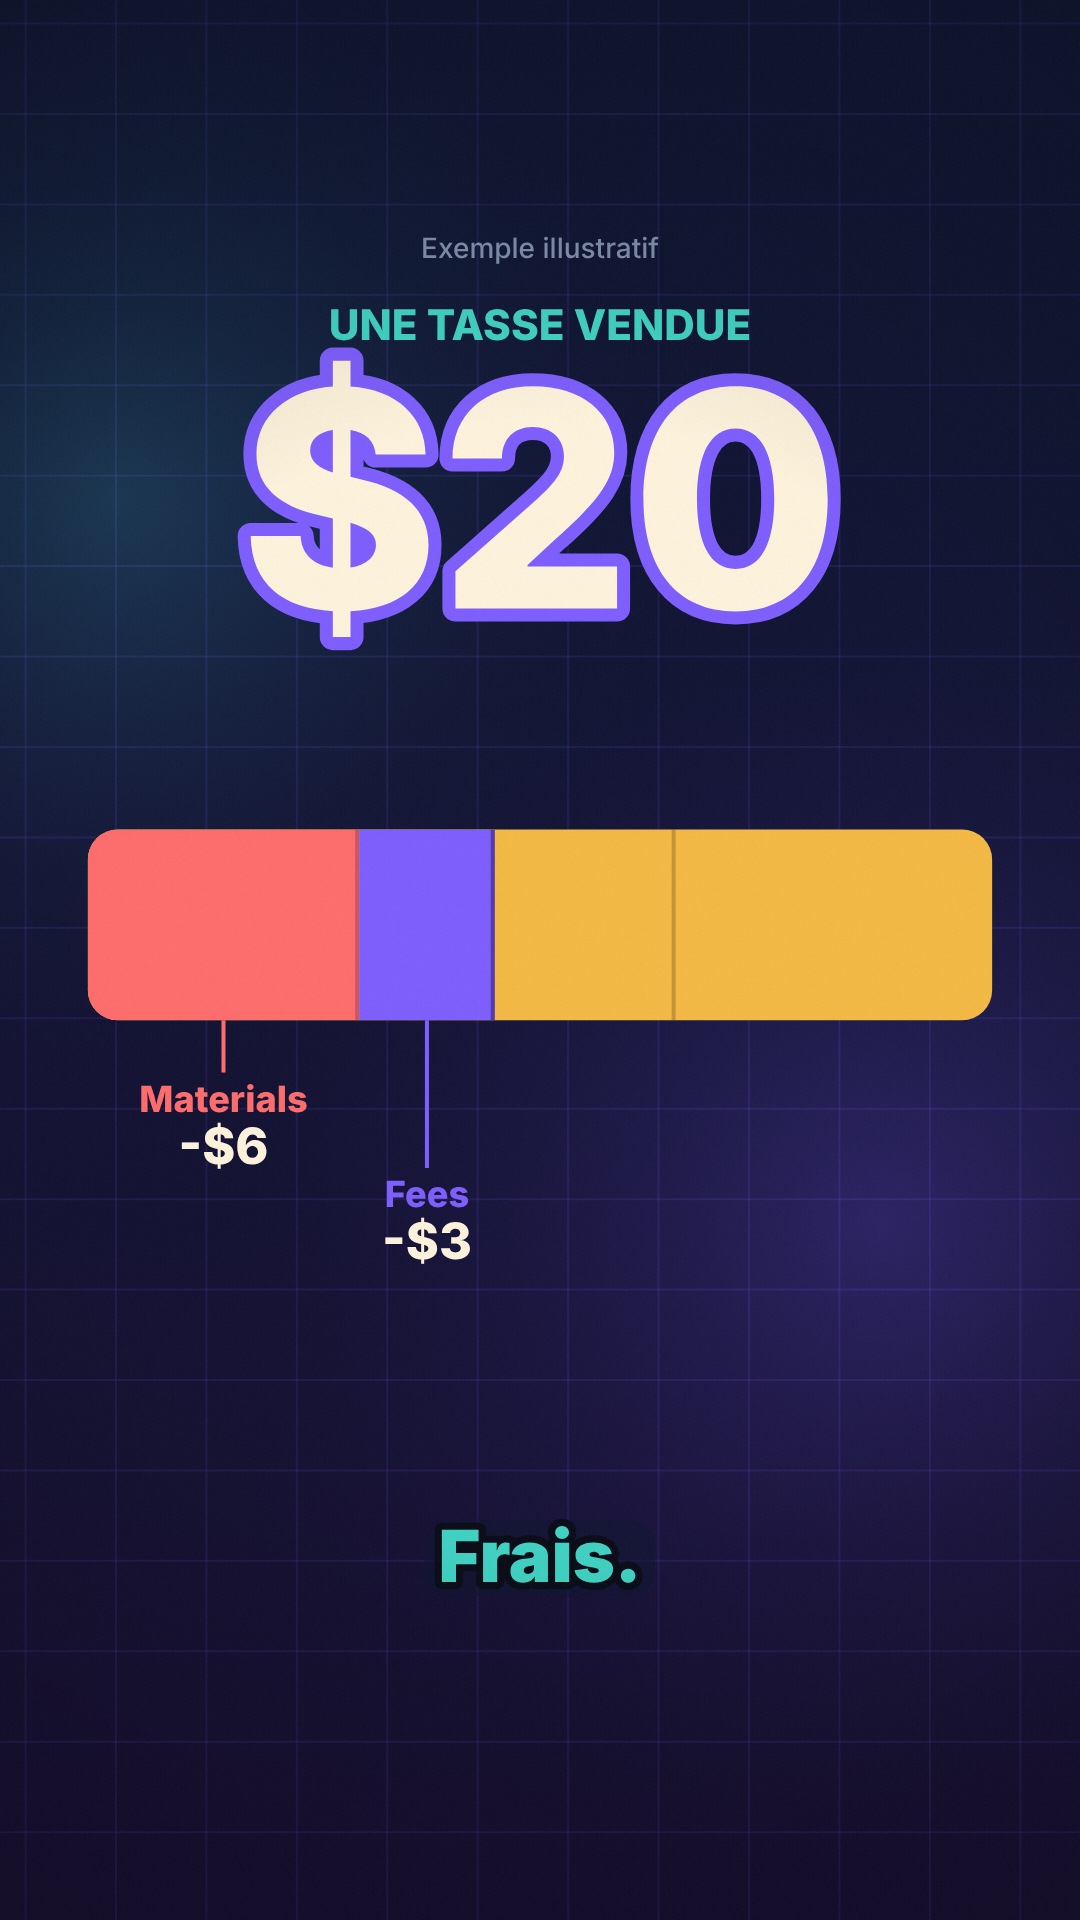 Exemple illustratif
UNE TASSE VENDUE
$20
Materials
-$6
Fees
-$3
Frais.